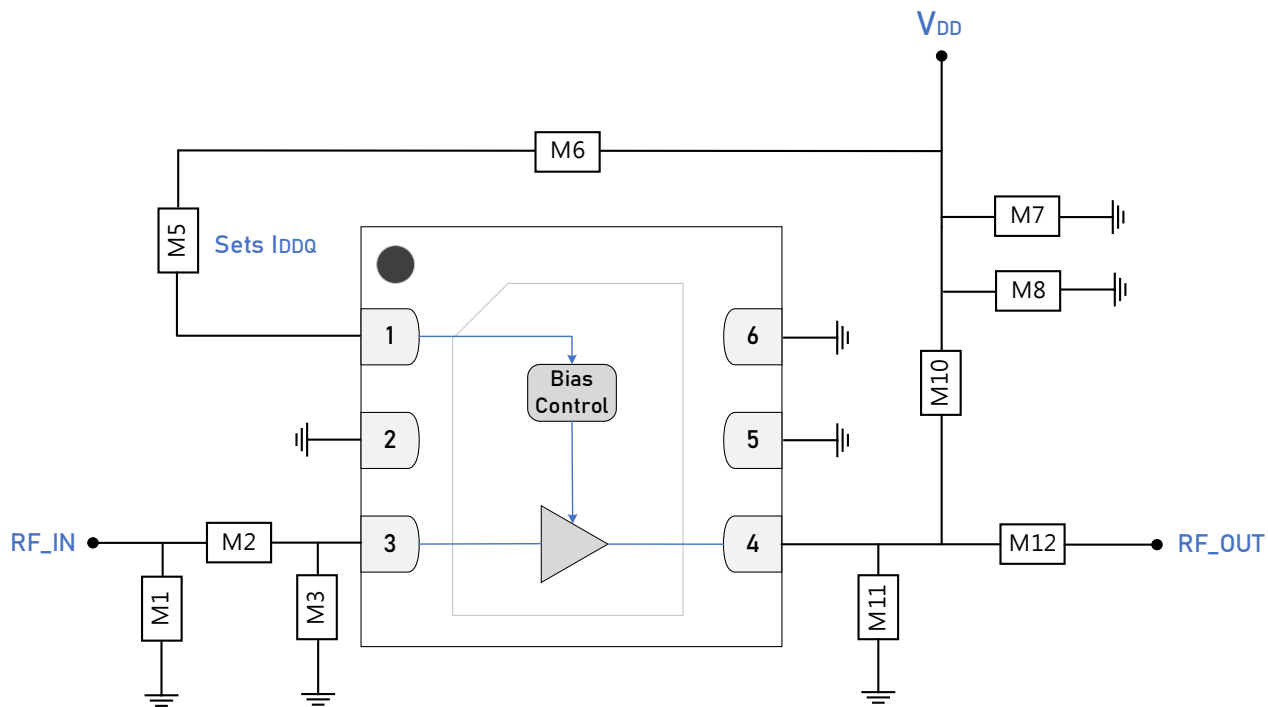 VDD
M6
M7
M5
Sets IDDQ
M8
1
6
Bias
Control
M10
2
5
RF_IN
M2
3
4
M12
RF_OUT
M1
M3
M11